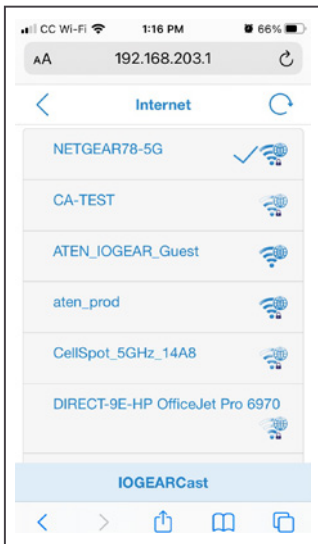 CC Wi-Fi 1:16 PM 66%
AA 192.168.203.1
Internet
NETGEAR78-5G
CA-TEST
ATEN_IOGEAR_Guest
aten_prod
CellSpot_5GHz_14A8
DIRECT-9E-HP OfficeJet Pro 6970
IOGEARCast